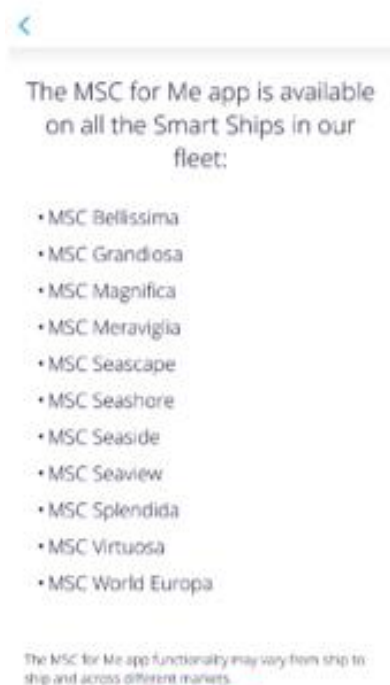 The MSC for Me app is available
on all the Smart Ships in our
fleet:
• MSC Bellissima
• MSC Grandiosa
• MSC Magnifica
• MSC Meraviglia
• MSC Seascape
• MSC Seashore
• MSC Seaside
• MSC Seaview
• MSC Splendida
• MSC Virtuosa
• MSC World Europa
The MSC for Me app functionality may vary from ship to
ship and across different markets.